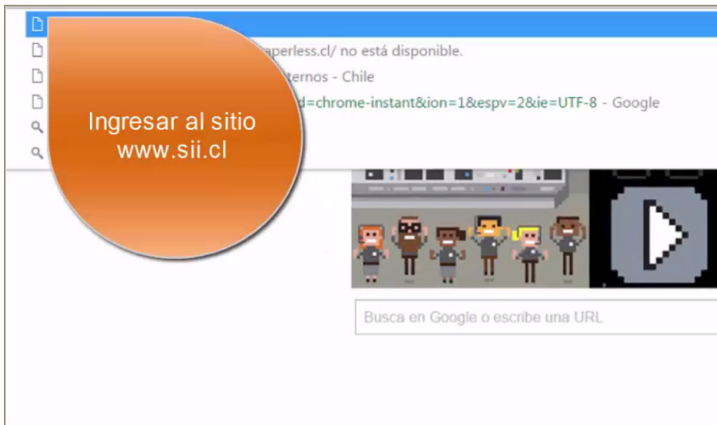 aperless.cl/ no está disponible.
ternos - Chile
d=chrome-instant&ion=1&espv=2&ie=UTF-8 - Google
Ingresar al sitio
www.sii.cl
Busca en Google o escribe una URL